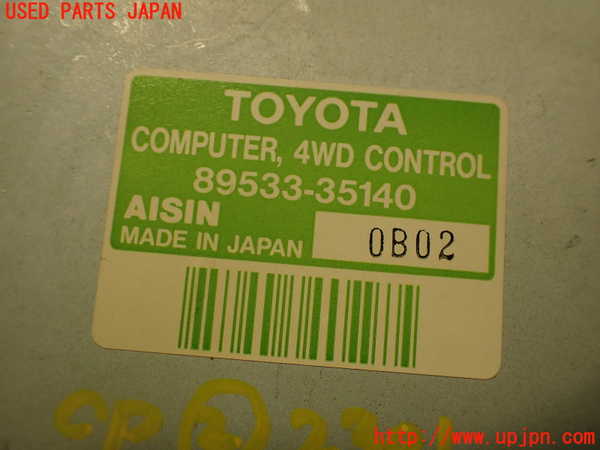 USED PARTS JAPAN
TOYOTA
COMPUTER, 4WD CONTROL
89533-35140
AISIN
MADE IN JAPAN
0B02
http://www.upjpn.com/